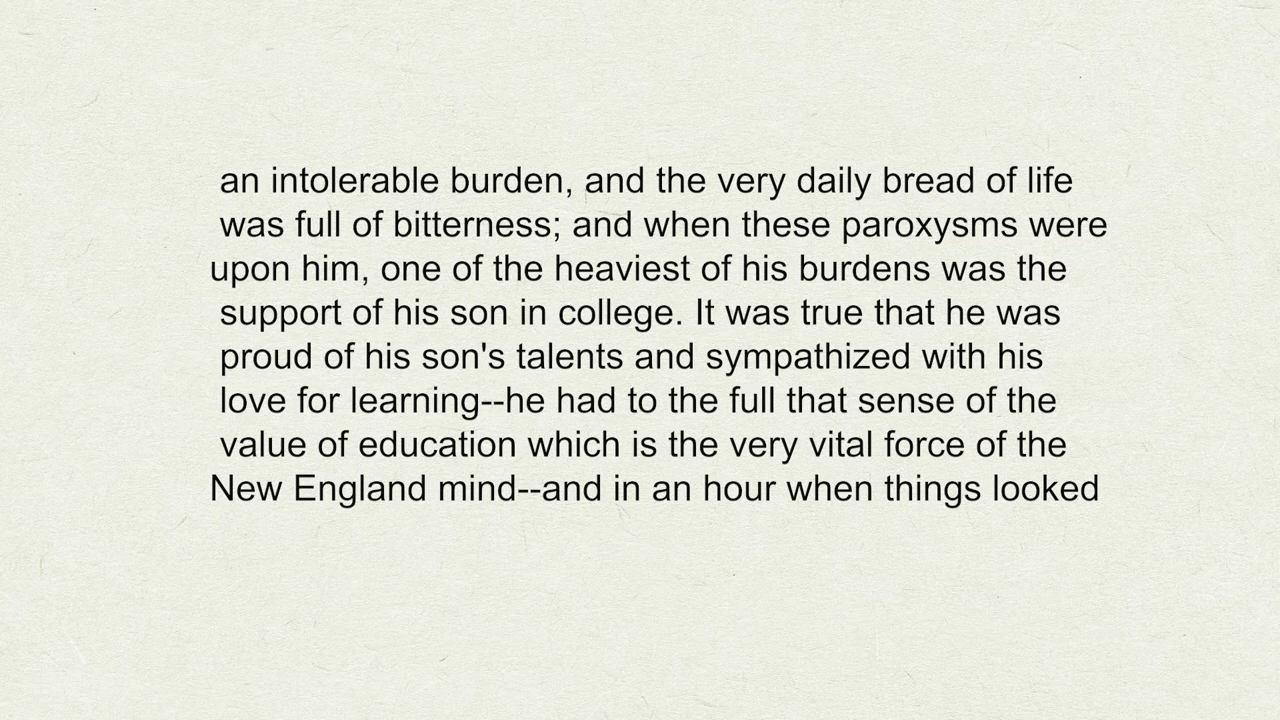 an intolerable burden, and the very daily bread of life
was full of bitterness; and when these paroxysms were
upon him, one of the heaviest of his burdens was the
support of his son in college. It was true that he was
proud of his son's talents and sympathized with his
love for learning--he had to the full that sense of the
value of education which is the very vital force of the
New England mind--and in an hour when things looked